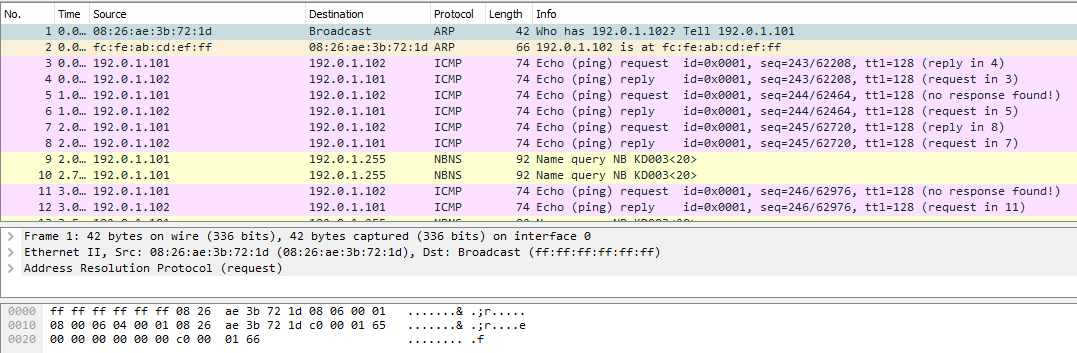 No. Time Source Destination Protocol Length Info
1 0.0… 08:26:ae:3b:72:1d Broadcast ARP 42 Who has 192.0.1.102? Tell 192.0.1.101
2 0.0… fc:fe:ab:cd:ef:ff 08:26:ae:3b:72:1d ARP 66 192.0.1.102 is at fc:fe:ab:cd:ef:ff
3 0.0… 192.0.1.101 192.0.1.102 ICMP 74 Echo (ping) request id=0x0001, seq=243/62208, ttl=128 (reply in 4)
4 0.0… 192.0.1.102 192.0.1.101 ICMP 74 Echo (ping) reply id=0x0001, seq=243/62208, ttl=128 (request in 3)
5 1.0… 192.0.1.101 192.0.1.102 ICMP 74 Echo (ping) request id=0x0001, seq=244/62464, ttl=128 (no response found!)
6 1.0… 192.0.1.102 192.0.1.101 ICMP 74 Echo (ping) reply id=0x0001, seq=244/62464, ttl=128 (request in 5)
7 2.0… 192.0.1.101 192.0.1.102 ICMP 74 Echo (ping) request id=0x0001, seq=245/62720, ttl=128 (reply in 8)
8 2.0… 192.0.1.102 192.0.1.101 ICMP 74 Echo (ping) reply id=0x0001, seq=245/62720, ttl=128 (request in 7)
9 2.0… 192.0.1.101 192.0.1.255 NBNS 92 Name query NB KD003<20>
10 2.7… 192.0.1.101 192.0.1.255 NBNS 92 Name query NB KD003<20>
11 3.0… 192.0.1.101 192.0.1.102 ICMP 74 Echo (ping) request id=0x0001, seq=246/62976, ttl=128 (no response found!)
12 3.0… 192.0.1.102 192.0.1.101 ICMP 74 Echo (ping) reply id=0x0001, seq=246/62976, ttl=128 (request in 11)
Frame 1: 42 bytes on wire (336 bits), 42 bytes captured (336 bits) on interface 0
Ethernet II, Src: 08:26:ae:3b:72:1d (08:26:ae:3b:72:1d), Dst: Broadcast (ff:ff:ff:ff:ff:ff)
Address Resolution Protocol (request)
0000 ff ff ff ff ff ff 08 26 ae 3b 72 1d 08 06 00 01 .......& .;r.....
0010 08 00 06 04 00 01 08 26 ae 3b 72 1d c0 00 01 65 .......& .;r....e
0020 00 00 00 00 00 00 c0 00 01 66 ........ .f